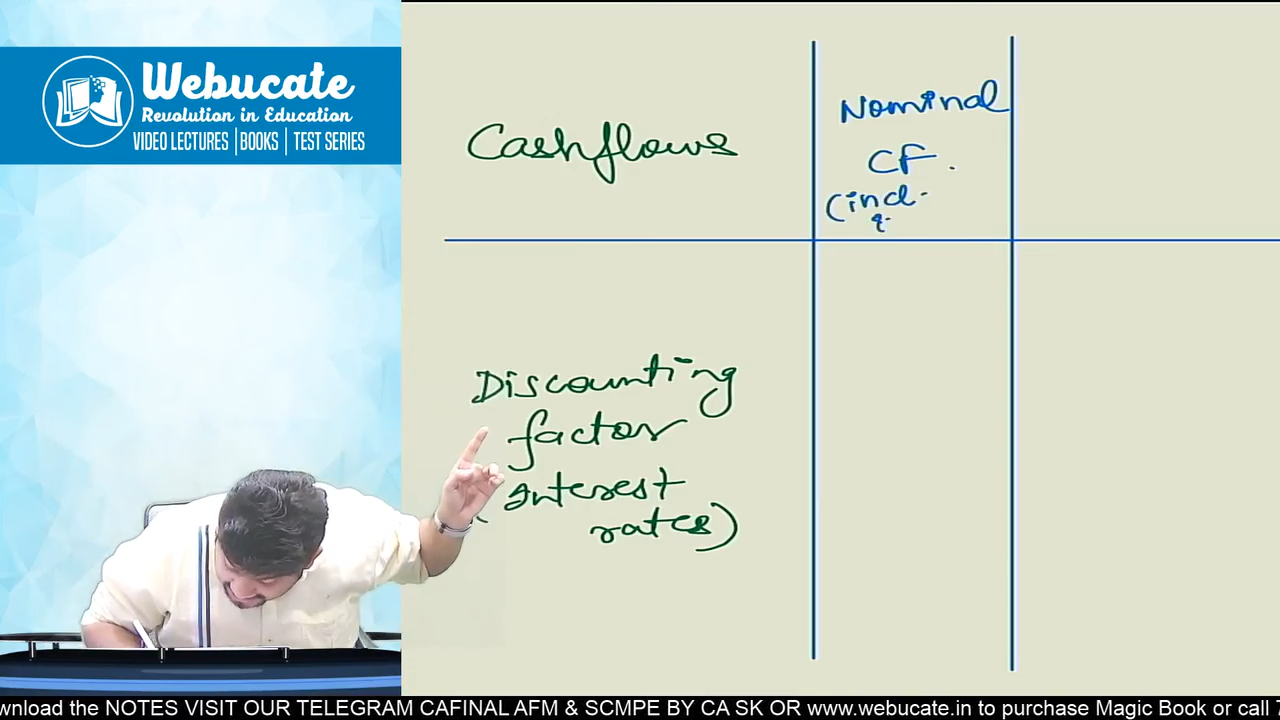 Webucate
Revolution in Education
VIDEO LECTURES | BOOKS | TEST SERIES
Cashflows
Nominal
CF.
(incl.
Discounting
factor
(Interest
rates)
wnload the NOTES VISIT OUR TELEGRAM CAFINAL AFM & SCMPE BY CA SK OR www.webucate.in to purchase Magic Book or call